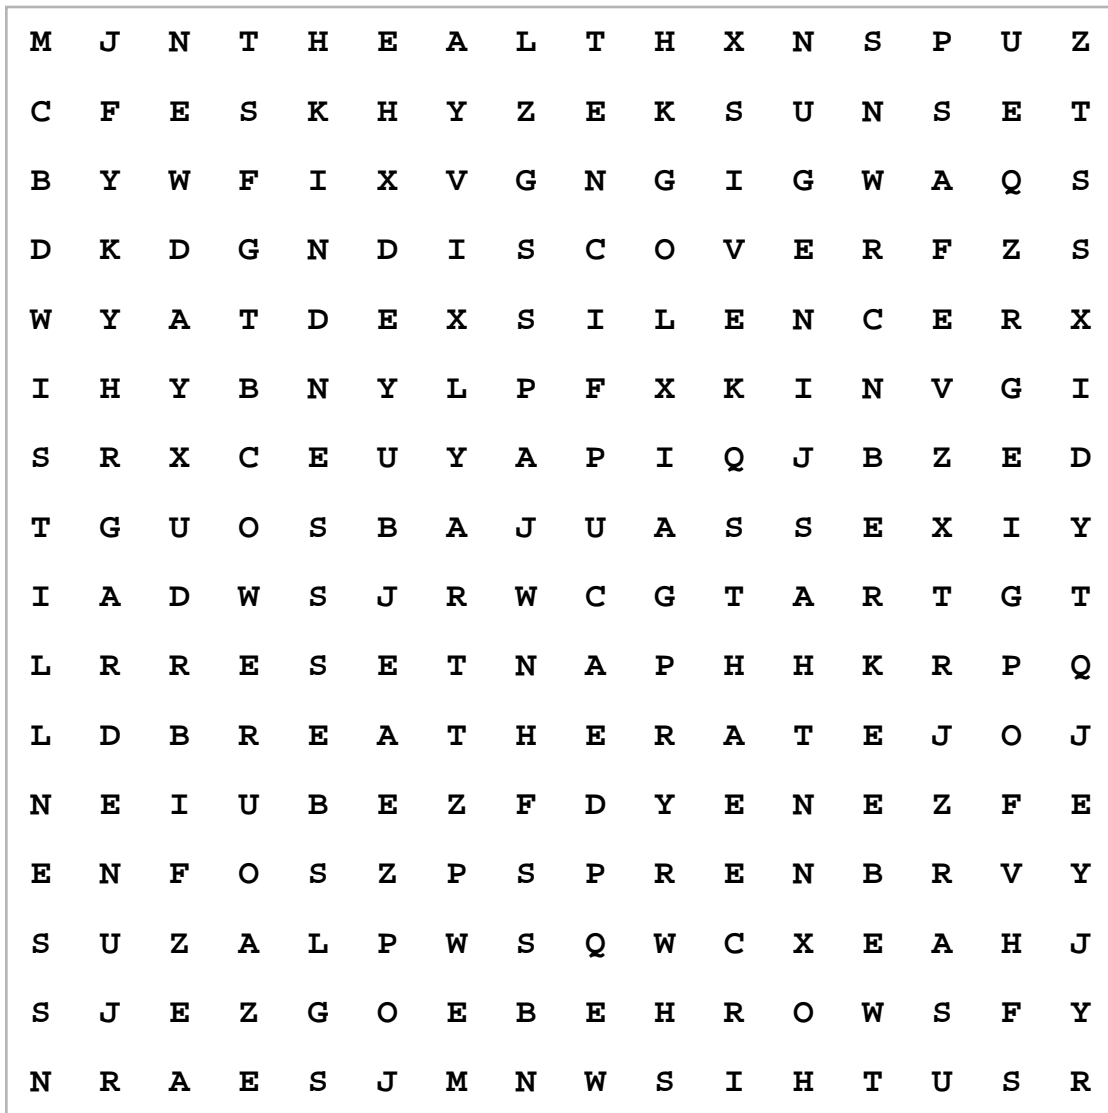 M J N T H E A L T H X N S P U Z
C F E S K H Y Z E K S U N S E T
B Y W F I X V G N G I G W A Q S
D K D G N D I S C O V E R F Z S
W Y A T D E X S I L E N C E R X
I H Y B N Y L P F X K I N V G I
S R X C E U Y A P I Q J B Z E D
T G U O S B A J U A S S E X I Y
I A D W S J R W C G T A R T G T
L R R E S E T N A P H H K R P Q
L D B R E A T H E R A T E J O J
N E I U B E Z F D Y E N E Z F E
E N F O S Z P S P R E N B R V Y
S U Z A L P W S Q W C X E A H J
S J E Z G O E B E H R O W S F Y
N R A E S J M N W S I H T U S R